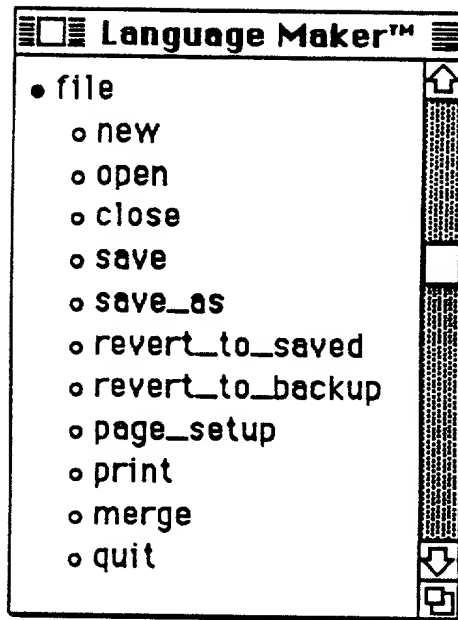 Language Maker™
• file
o new
o open
o close
o save
o save_as
o revert_to_saved
o revert_to_backup
o page_setup
o print
o merge
o quit